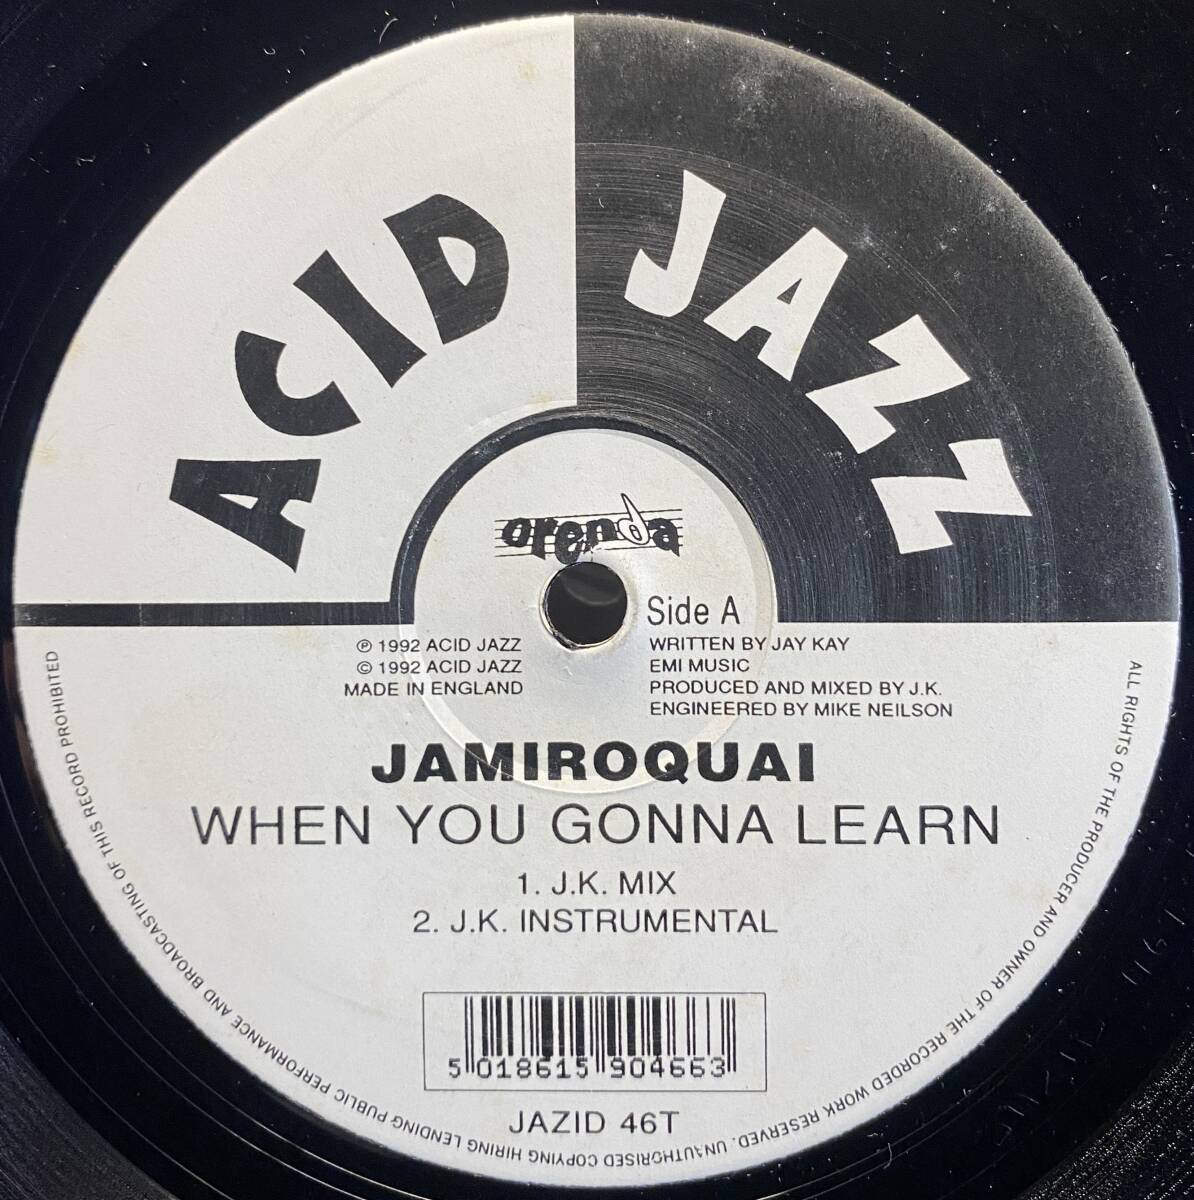 ACID JAZZ
orenda
Side A
℗ 1992 ACID JAZZ
© 1992 ACID JAZZ
MADE IN ENGLAND
WRITTEN BY JAY KAY
EMI MUSIC
PRODUCED AND MIXED BY J.K.
ENGINEERED BY MIKE NEILSON
JAMIROQUAI
WHEN YOU GONNA LEARN
1. J.K. MIX
2. J.K. INSTRUMENTAL
5 018615 904663
JAZID 46T
ALL RIGHTS OF THE PRODUCER AND OWNER OF THE RECORDED WORK RESERVED. UNAUTHORISED COPYING HIRING LENDING PUBLIC PERFORMANCE AND BROADCASTING OF THIS RECORD PROHIBITED